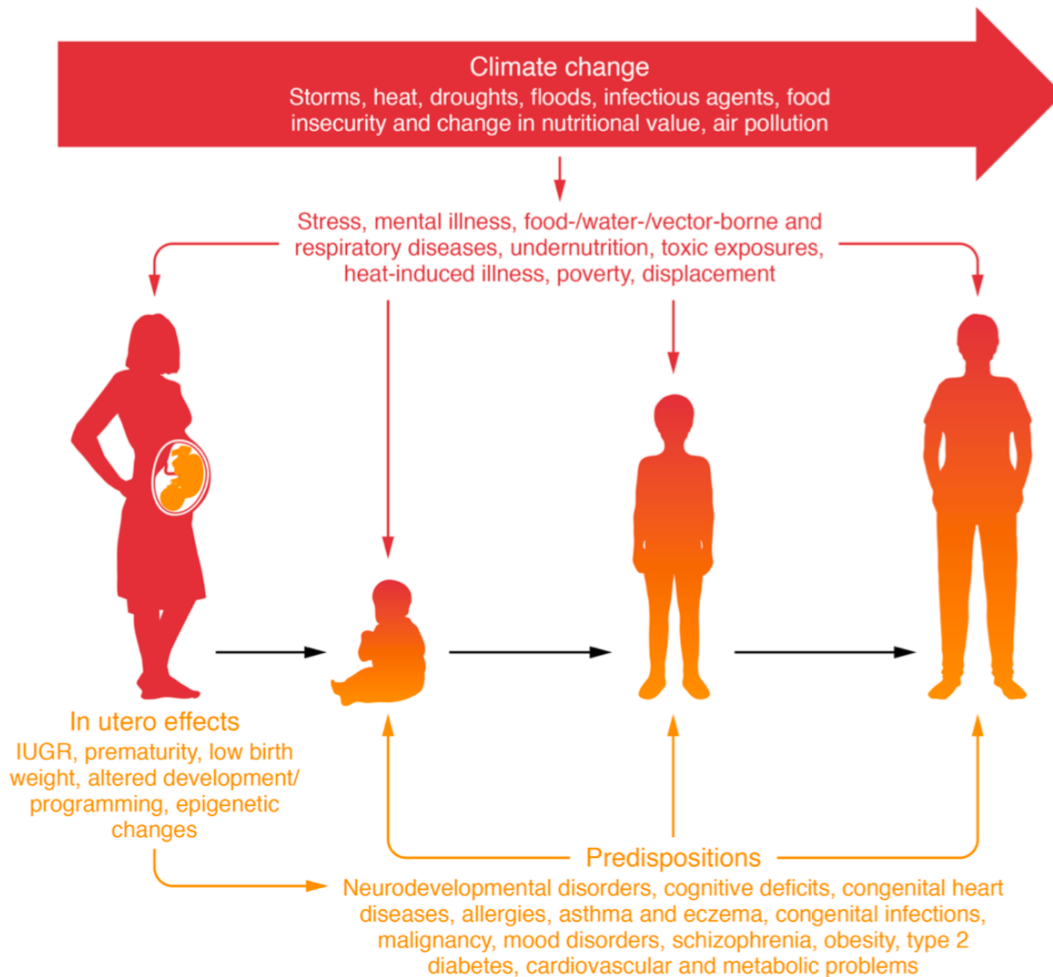 Climate change
Storms, heat, droughts, floods, infectious agents, food
insecurity and change in nutritional value, air pollution
Stress, mental illness, food-/water-/vector-borne and
respiratory diseases, undernutrition, toxic exposures,
heat-induced illness, poverty, displacement
In utero effects
IUGR, prematurity, low birth
weight, altered development/
programming, epigenetic
changes
Predispositions
Neurodevelopmental disorders, cognitive deficits, congenital heart
diseases, allergies, asthma and eczema, congenital infections,
malignancy, mood disorders, schizophrenia, obesity, type 2
diabetes, cardiovascular and metabolic problems